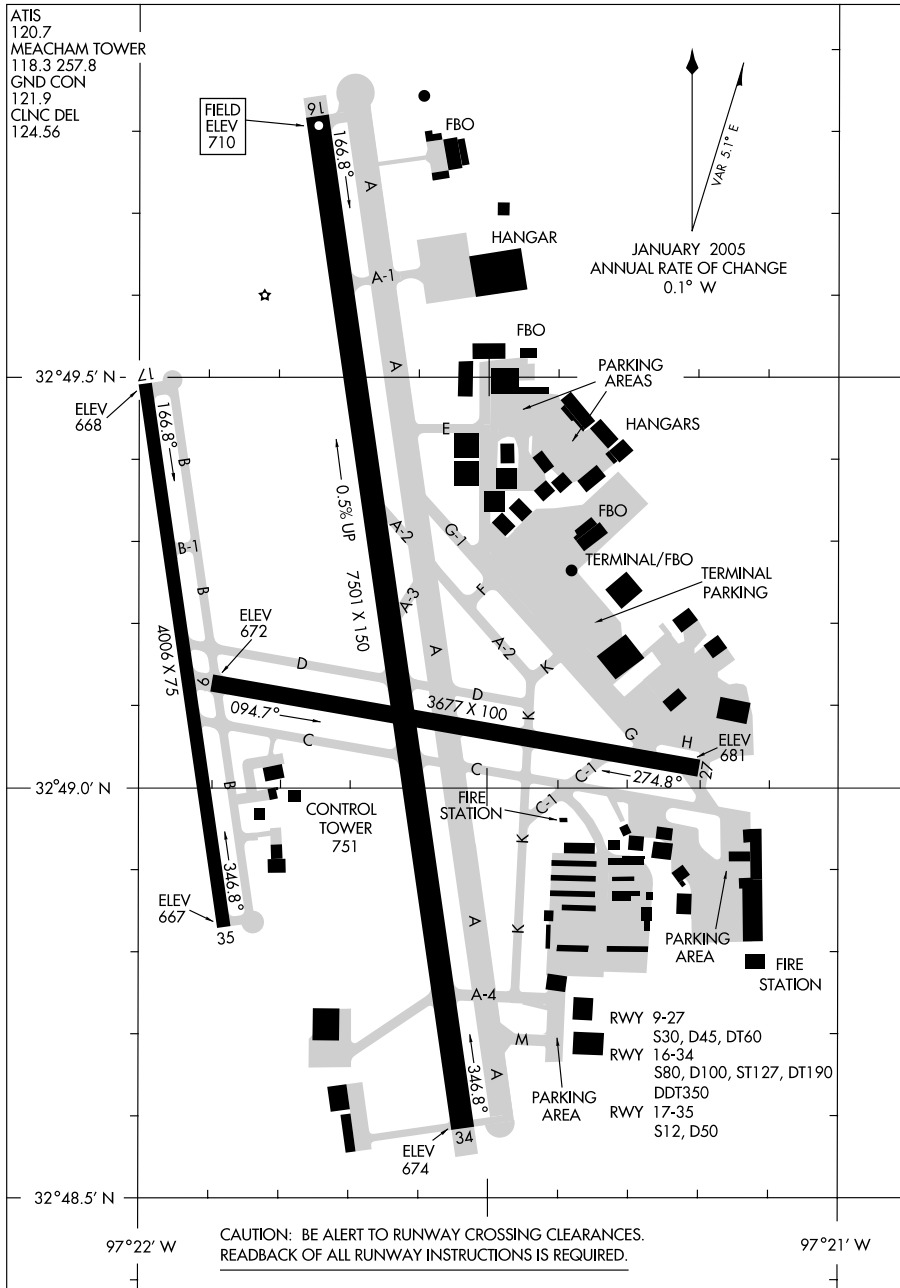 ATIS
120.7
MEACHAM TOWER
118.3 257.8
GND CON
121.9
CLNC DEL
124.56
FIELD
ELEV
710
16
166.8°
A
FBO
VAR 5.1° E
JANUARY 2005
ANNUAL RATE OF CHANGE
0.1° W
HANGAR
A-1
A
FBO
PARKING
AREAS
HANGARS
32°49.5' N
17
ELEV
668
166.8°
B
E
0.5% UP
7501 X 150
A-2
G-1
FBO
B-1
B
TERMINAL/FBO
TERMINAL
PARKING
F
A-3
4006 X 75
ELEV
672
A
A-2
K
D
D
9
094.7°
3677 X 100
K
G
H
ELEV
681
27
C
C
C-1
274.8°
32°49.0' N
B
C-1
FIRE
STATION
CONTROL
TOWER
751
K
346.8°
ELEV
667
35
A
K
PARKING
AREA
FIRE
STATION
A-4
M
346.8°
A
PARKING
AREA
RWY 9-27
S30, D45, DT60
RWY 16-34
S80, D100, ST127, DT190
DDT350
RWY 17-35
S12, D50
34
ELEV
674
32°48.5' N
97°22' W
97°21' W
CAUTION: BE ALERT TO RUNWAY CROSSING CLEARANCES.
READBACK OF ALL RUNWAY INSTRUCTIONS IS REQUIRED.